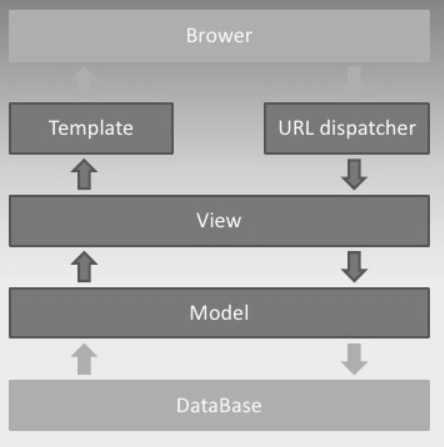 Brower
Template
URL dispatcher
View
Model
DataBase